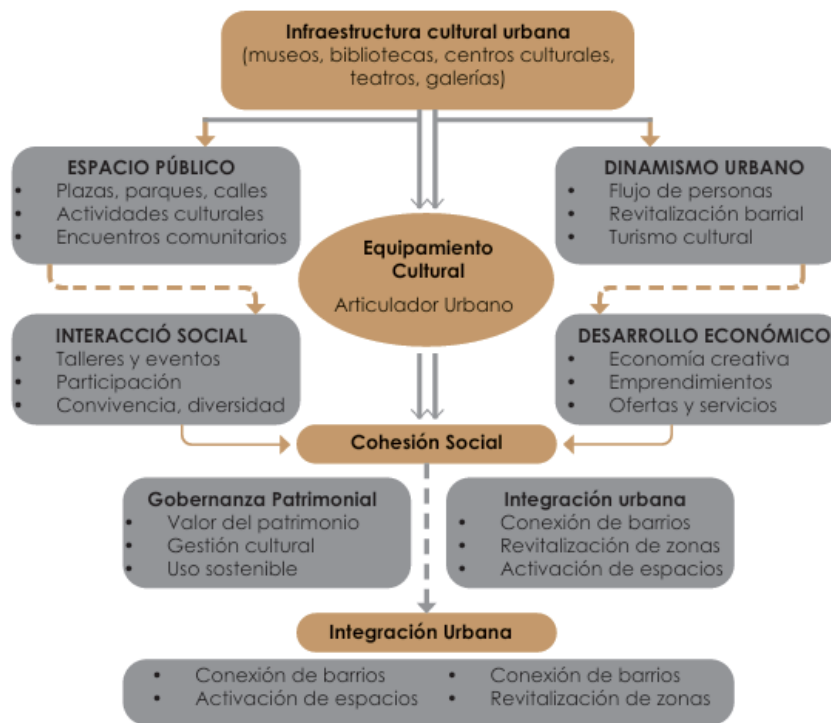 Infraestructura cultural urbana
(museos, bibliotecas, centros culturales,
teatros, galerías)
ESPACIO PÚBLICO
• Plazas, parques, calles
• Actividades culturales
• Encuentros comunitarios
DINAMISMO URBANO
• Flujo de personas
• Revitalización barrial
• Turismo cultural
Equipamiento
Cultural
Articulador Urbano
INTERACCIÓ SOCIAL
• Talleres y eventos
• Participación
• Convivencia, diversidad
DESARROLLO ECONÓMICO
• Economía creativa
• Emprendimientos
• Ofertas y servicios
Cohesión Social
Gobernanza Patrimonial
• Valor del patrimonio
• Gestión cultural
• Uso sostenible
Integración urbana
• Conexión de barrios
• Revitalización de zonas
• Activación de espacios
Integración Urbana
• Conexión de barrios
• Activación de espacios
• Conexión de barrios
• Revitalización de zonas